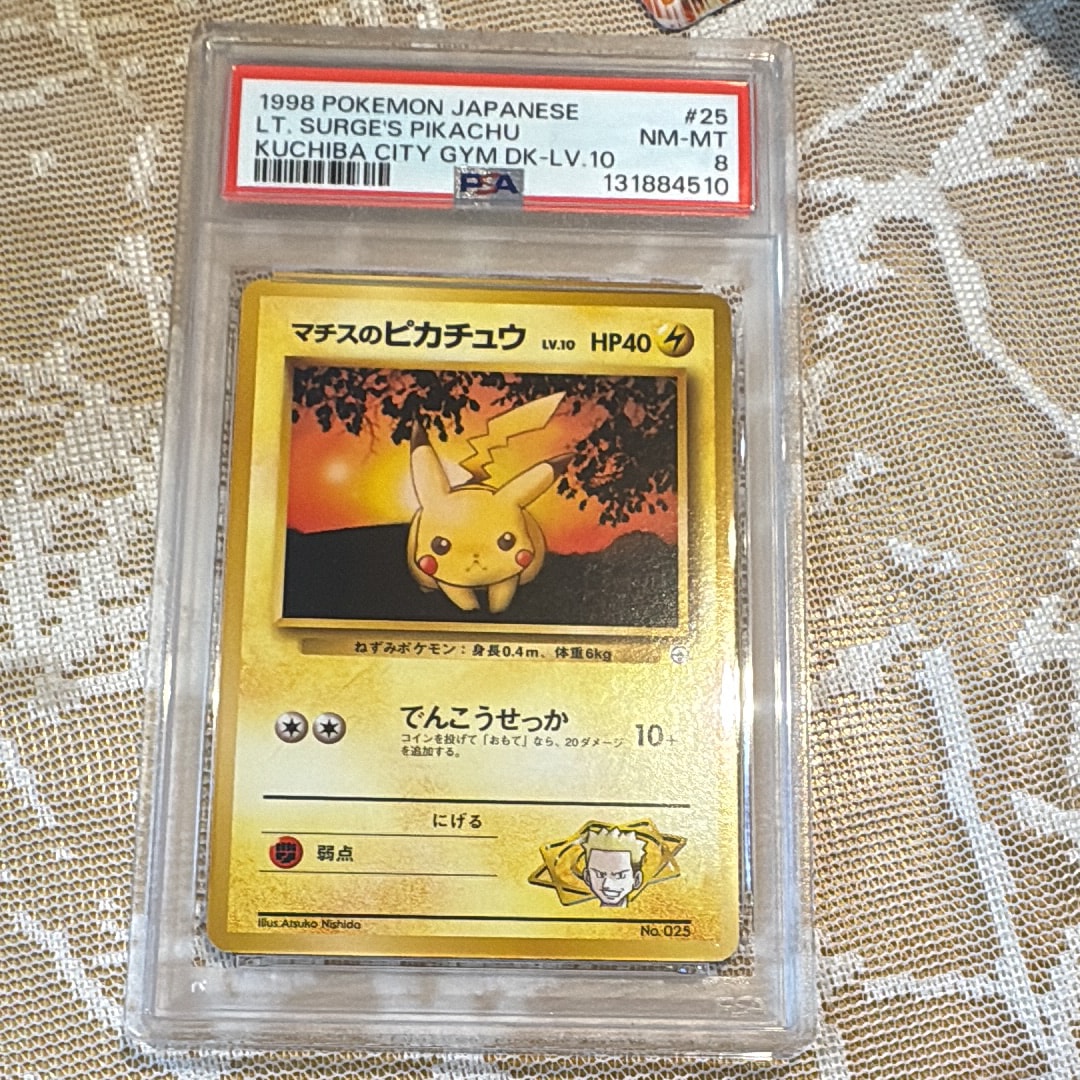 1998 POKEMON JAPANESE #25
LT. SURGE'S PIKACHU NM-MT
KUCHIBA CITY GYM DK-LV.10 8
PSA 131884510
マチスのピカチュウ LV.10 HP40
ねずみポケモン：身長0.4m、体重6kg
でんこうせっか 10+
コインを投げて「おもて」なら、20ダメージ
を追加する。
にげる
弱点
Illus.Atsuko Nishida No.025